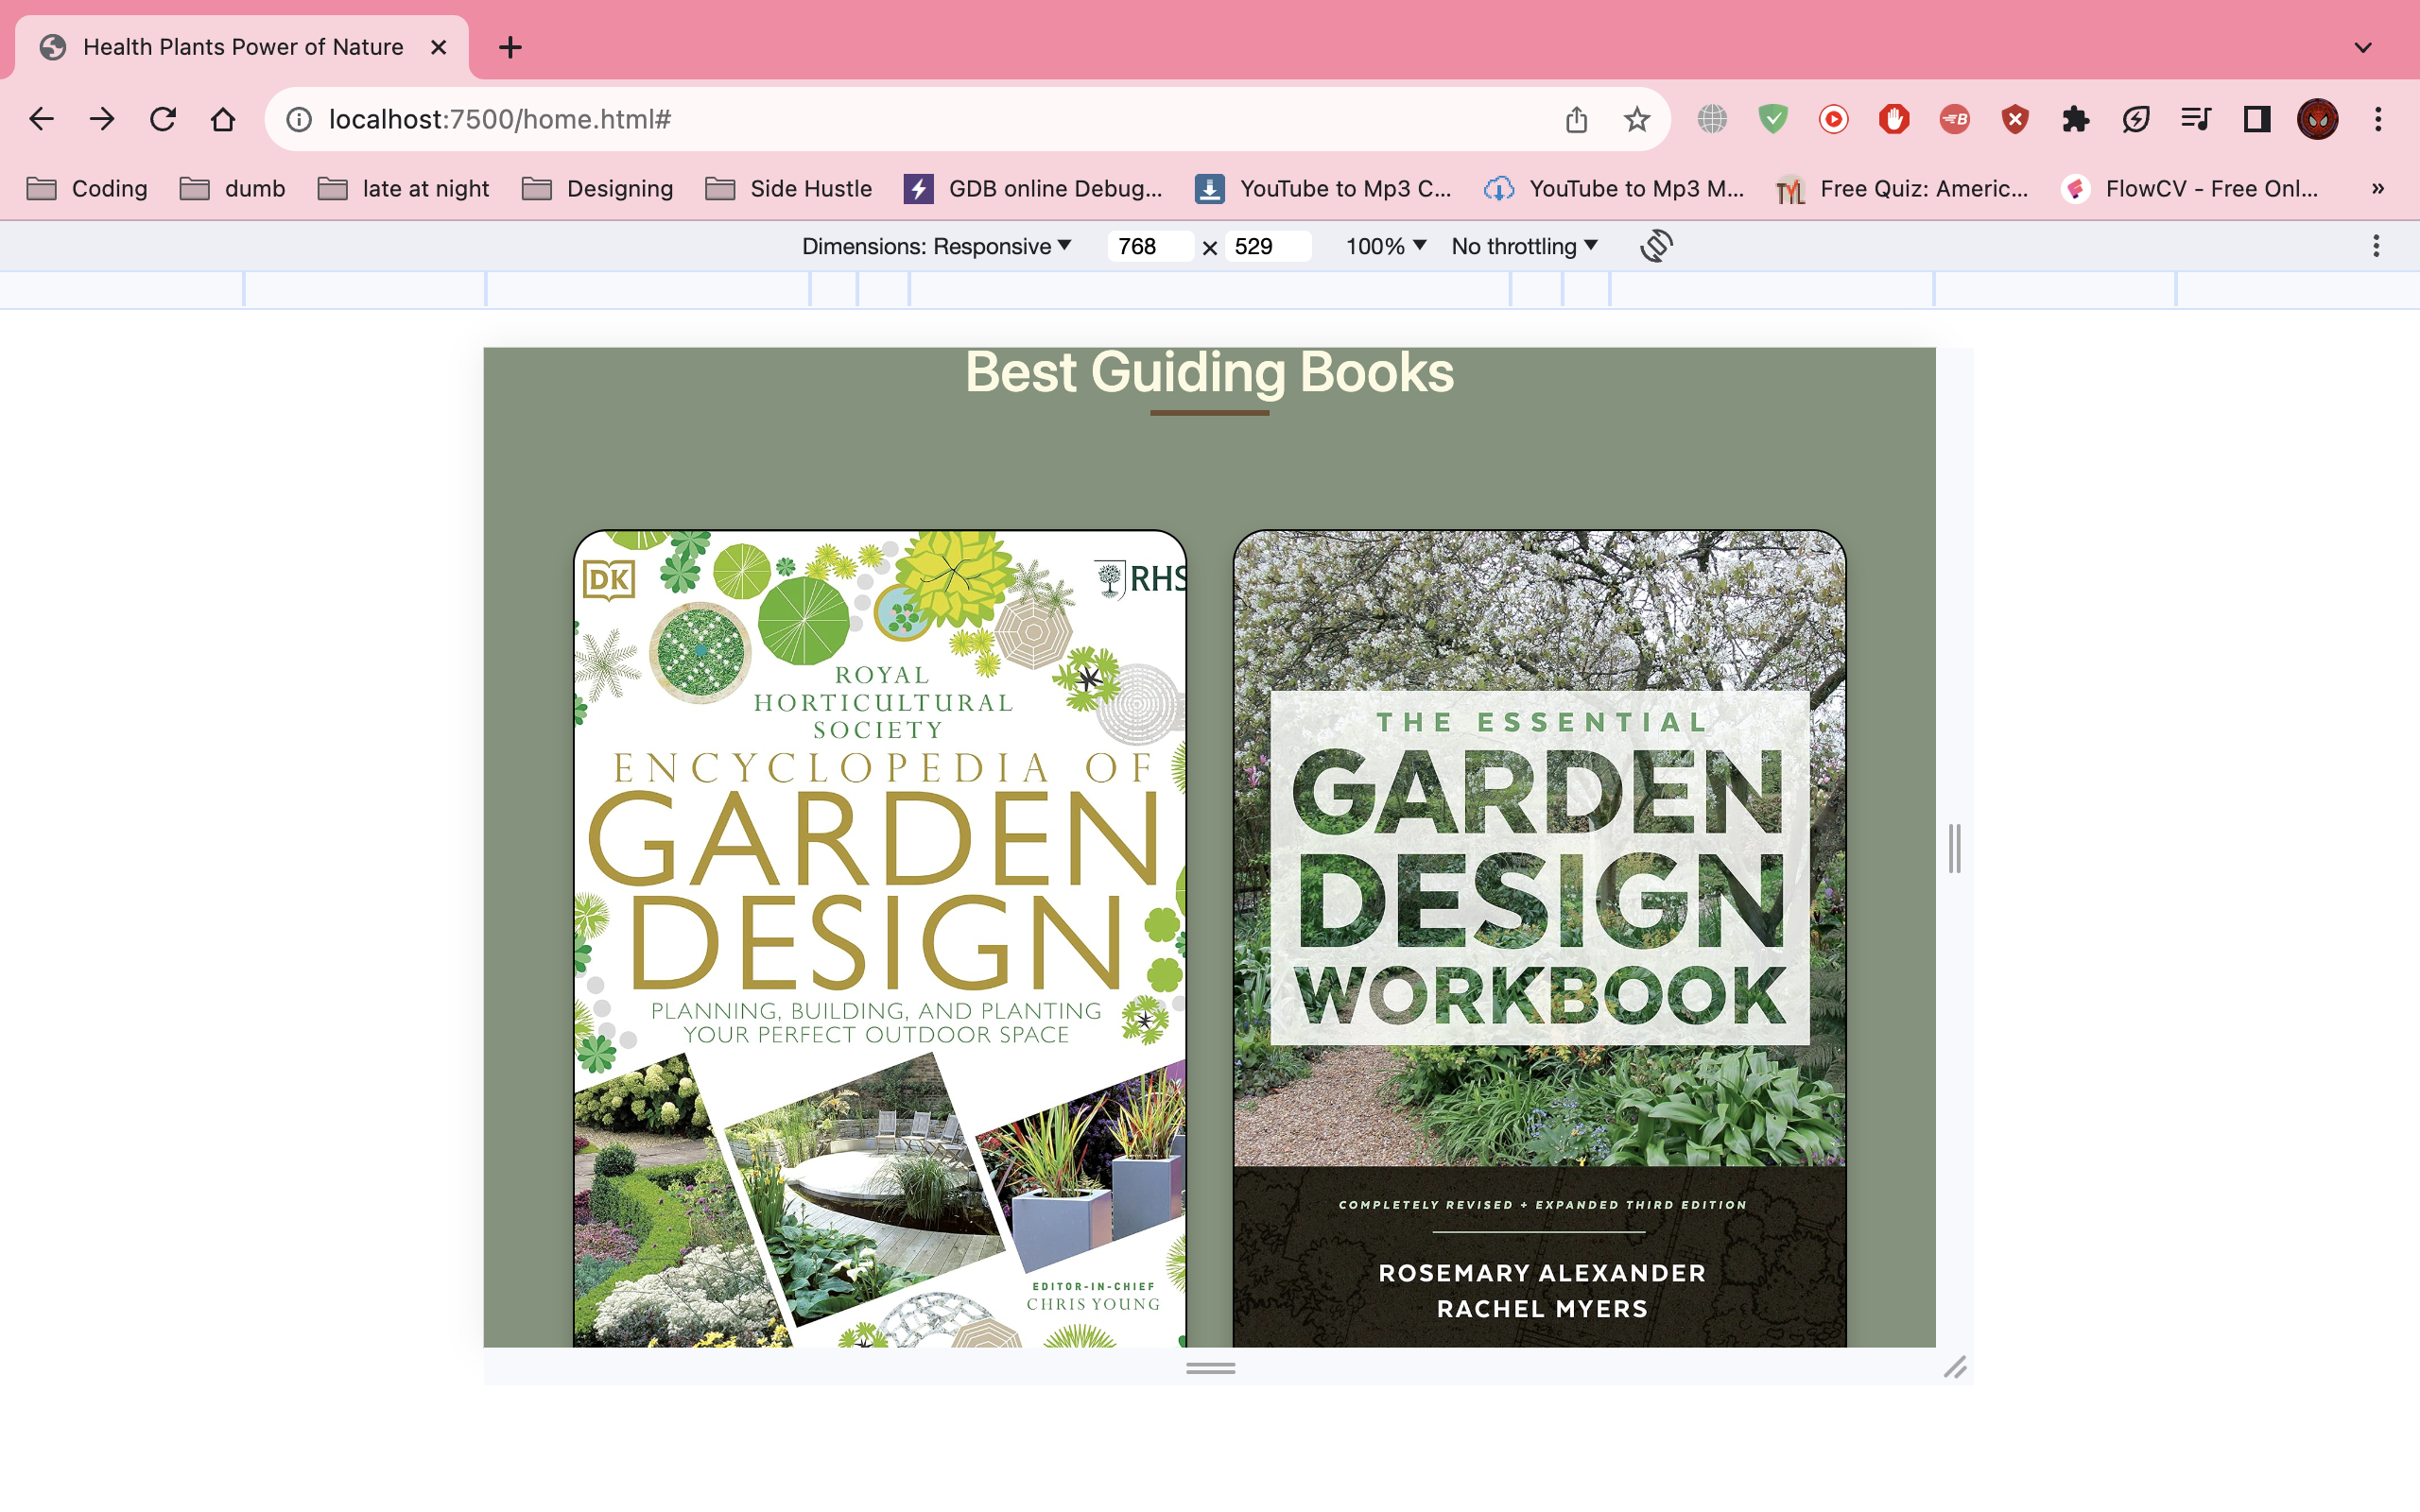 Health Plants Power of Nature
localhost:7500/home.html#
Coding dumb late at night Designing Side Hustle GDB online Debug... YouTube to Mp3 C... YouTube to Mp3 M... Free Quiz: Americ... FlowCV - Free Onl... »
Dimensions: Responsive 768 × 529 100% No throttling
Best Guiding Books
DK
RHS
ROYAL
HORTICULTURAL
SOCIETY
ENCYCLOPEDIA OF
GARDEN
DESIGN
PLANNING, BUILDING, AND PLANTING
YOUR PERFECT OUTDOOR SPACE
EDITOR-IN-CHIEF
CHRIS YOUNG
THE ESSENTIAL
GARDEN
DESIGN
WORKBOOK
COMPLETELY REVISED + EXPANDED THIRD EDITION
ROSEMARY ALEXANDER
RACHEL MYERS